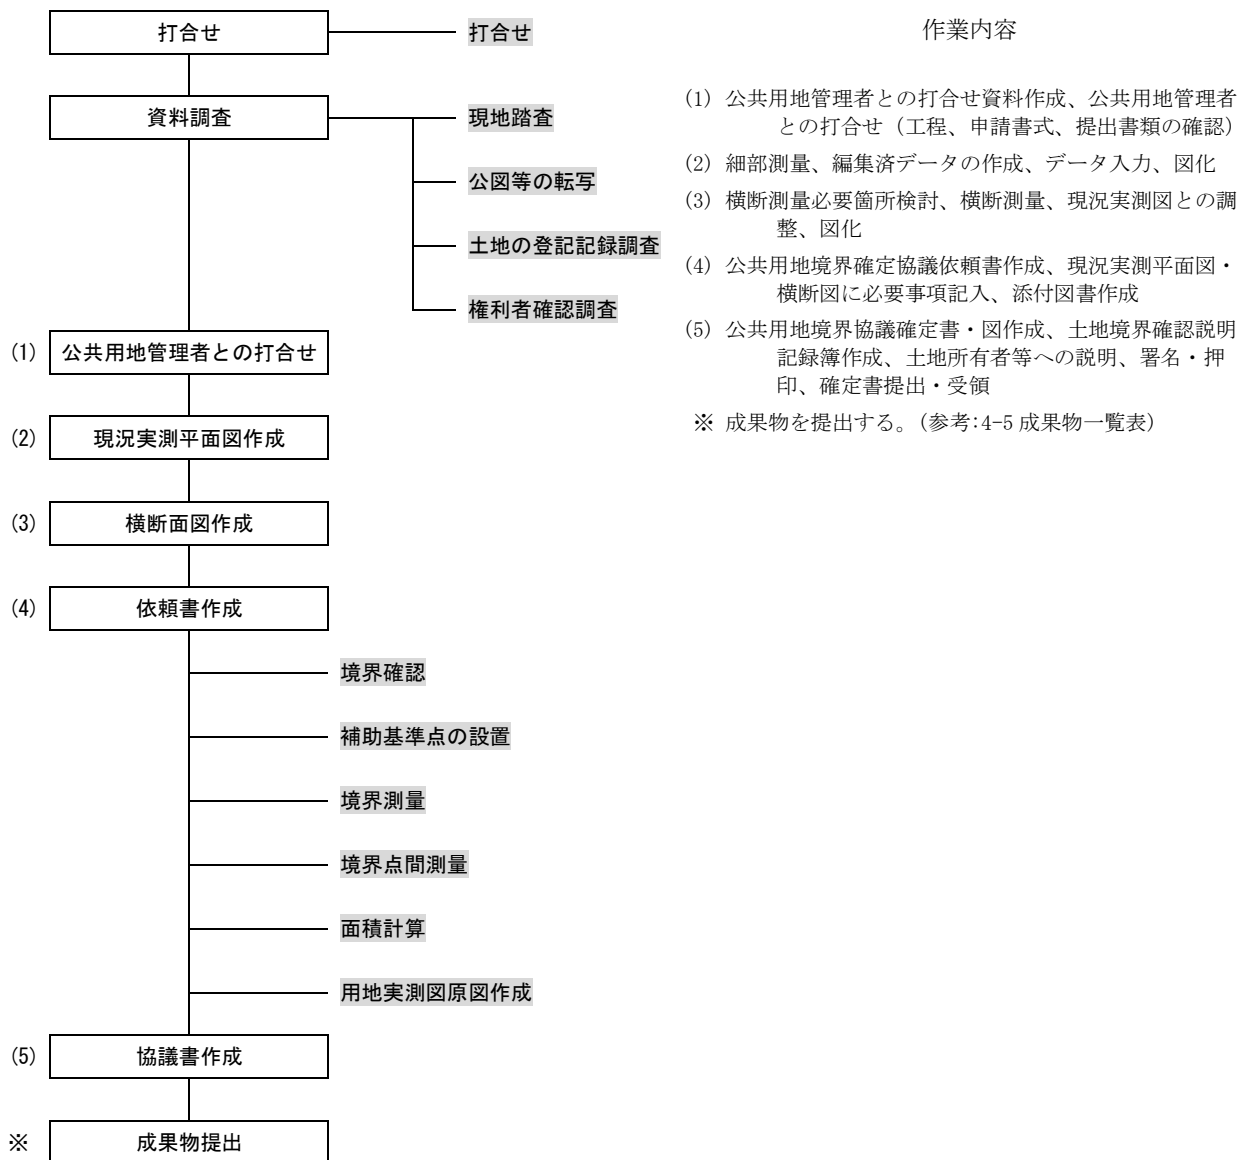 打合せ
打合せ
資料調査
現地踏査
公図等の転写
土地の登記記録調査
権利者確認調査
(1) 公共用地管理者との打合せ
(2) 現況実測平面図作成
(3) 横断面図作成
(4) 依頼書作成
境界確認
補助基準点の設置
境界測量
境界点間測量
面積計算
用地実測図原図作成
(5) 協議書作成
※ 成果物提出
作業内容
(1) 公共用地管理者との打合せ資料作成、公共用地管理者
との打合せ（工程、申請書式、提出書類の確認）
(2) 細部測量、編集済データの作成、データ入力、図化
(3) 横断測量必要箇所検討、横断測量、現況実測図との調
整、図化
(4) 公共用地境界確定協議依頼書作成、現況実測平面図・
横断図に必要事項記入、添付図書作成
(5) 公共用地境界協議確定書・図作成、土地境界確認説明
記録簿作成、土地所有者等への説明、署名・押
印、確定書提出・受領
※ 成果物を提出する。（参考:4-5 成果物一覧表）